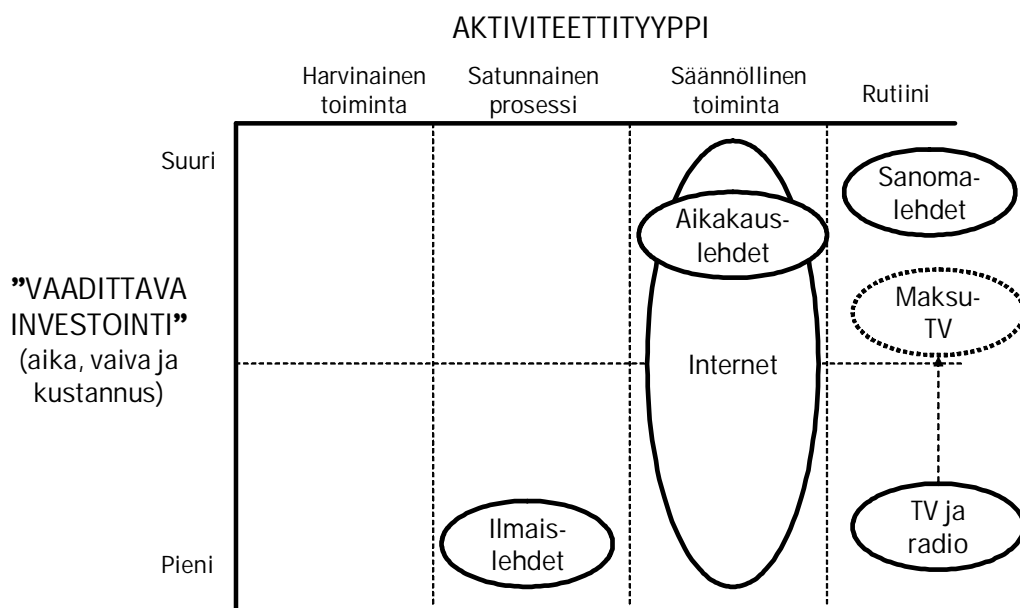 AKTIVITEETTITYYPPI
Harvinainen
toiminta
Satunnainen
prosessi
Säännöllinen
toiminta
Rutiini
Suuri
Sanoma-
lehdet
Aikakaus-
lehdet
"VAADITTAVA
INVESTOINTI"
(aika, vaiva ja
kustannus)
Maksu-
TV
Internet
Ilmais-
lehdet
TV ja
radio
Pieni